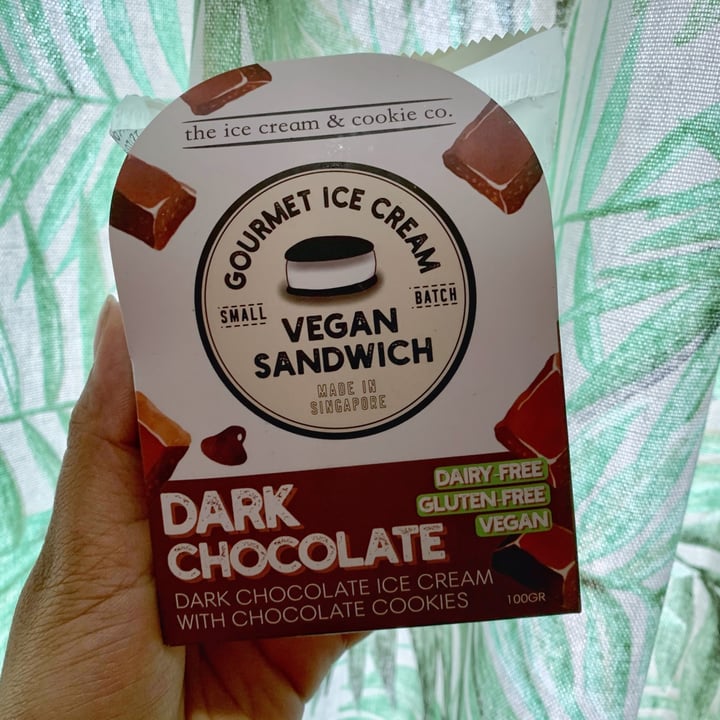 the ice cream & cookie co.
GOURMET ICE CREAM
SMALL BATCH
VEGAN
SANDWICH
MADE IN
SINGAPORE
DAIRY-FREE
GLUTEN-FREE
VEGAN
DARK
CHOCOLATE
DARK CHOCOLATE ICE CREAM
WITH CHOCOLATE COOKIES
100GR